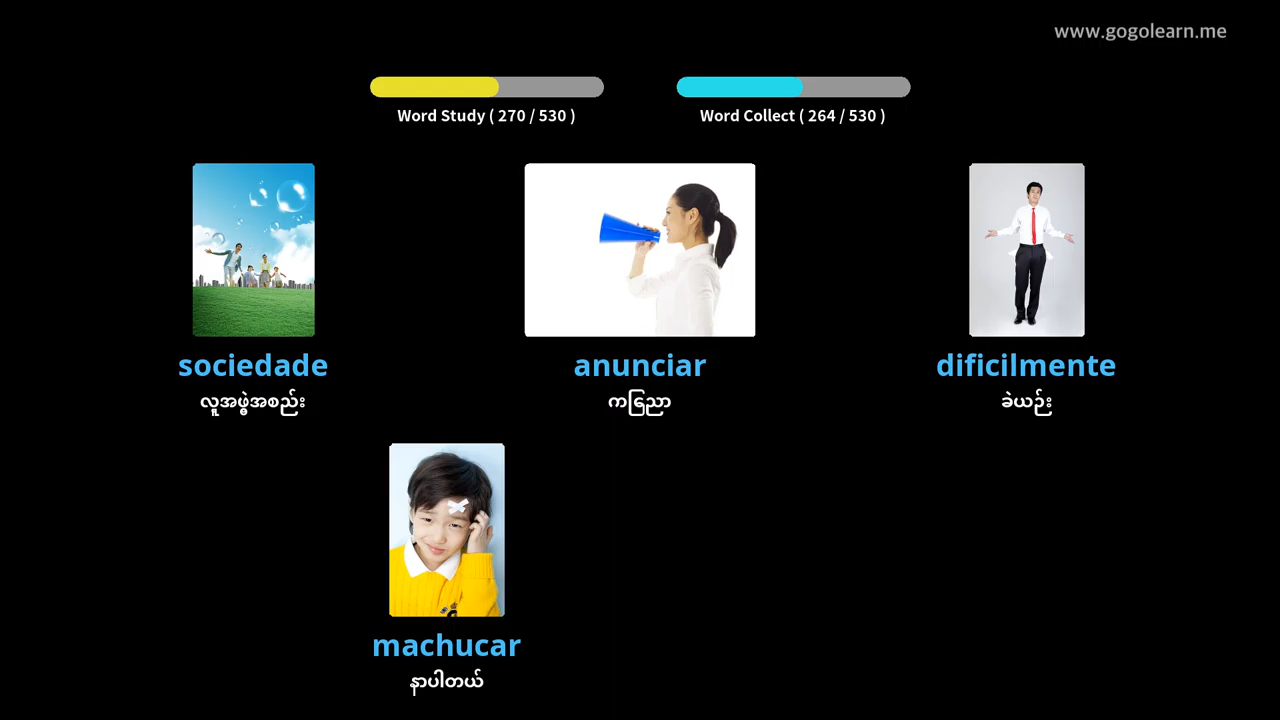 www.gogolearn.me
Word Study ( 270 / 530 )
Word Collect ( 264 / 530 )
sociedade
လူအဖွဲ့အစည်း
anunciar
ကြေညာ
dificilmente
ခဲယဉ်း
machucar
နာပါတယ်